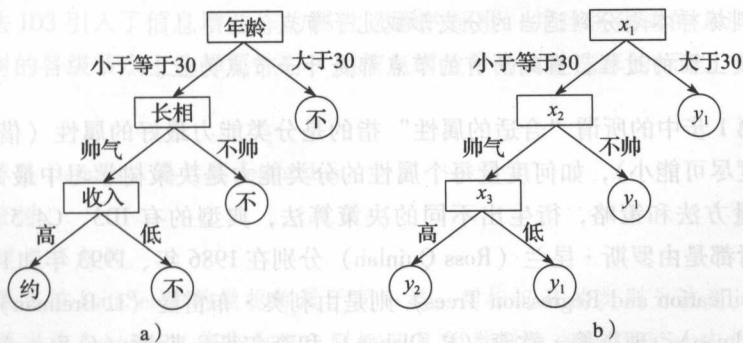 年龄
小于等于30
大于30
长相
不
帅气
不帅
收入
不
高
低
约
不
a）
x₁
小于等于30
大于30
x₂
y₁
帅气
不帅
x₃
y₁
高
低
y₂
y₁
b）